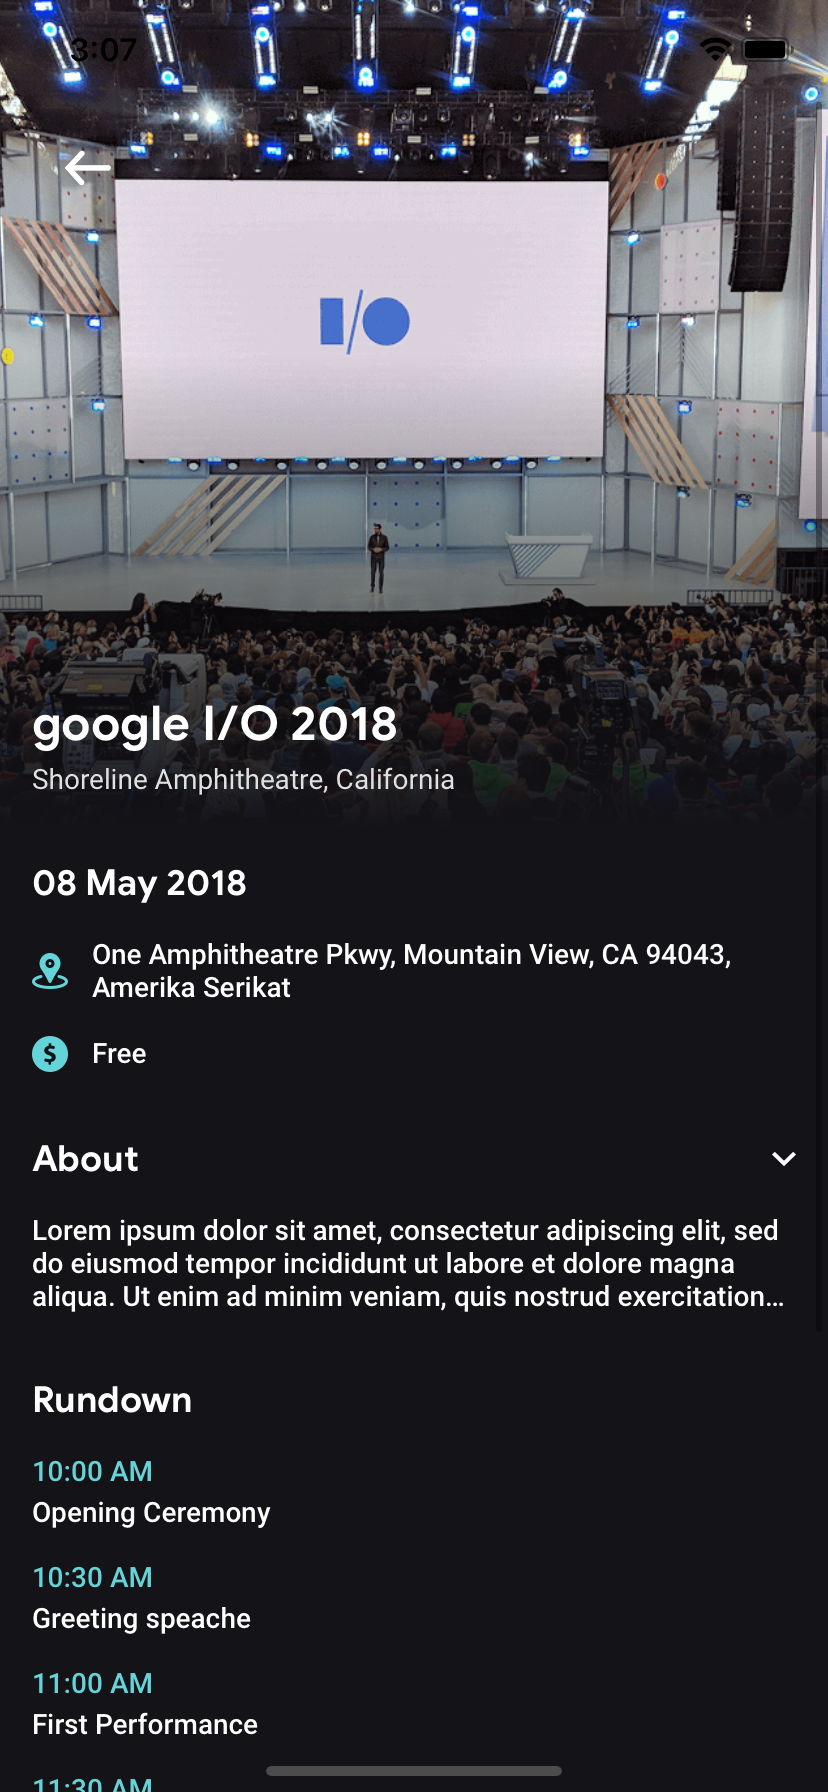 3:07
I/O
google I/O 2018
Shoreline Amphitheatre, California
08 May 2018
One Amphitheatre Pkwy, Mountain View, CA 94043,
Amerika Serikat
$
Free
About
Lorem ipsum dolor sit amet, consectetur adipiscing elit, sed
do eiusmod tempor incididunt ut labore et dolore magna
aliqua. Ut enim ad minim veniam, quis nostrud exercitation...
Rundown
10:00 AM
Opening Ceremony
10:30 AM
Greeting speache
11:00 AM
First Performance
11:30 AM